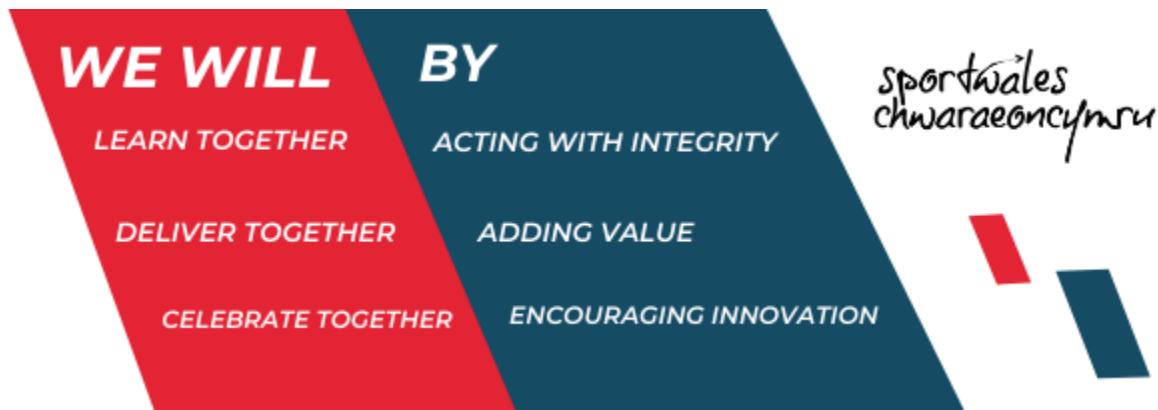 WE WILL
LEARN TOGETHER
DELIVER TOGETHER
CELEBRATE TOGETHER
BY
ACTING WITH INTEGRITY
ADDING VALUE
ENCOURAGING INNOVATION
sportwales
chwaraeoncymru